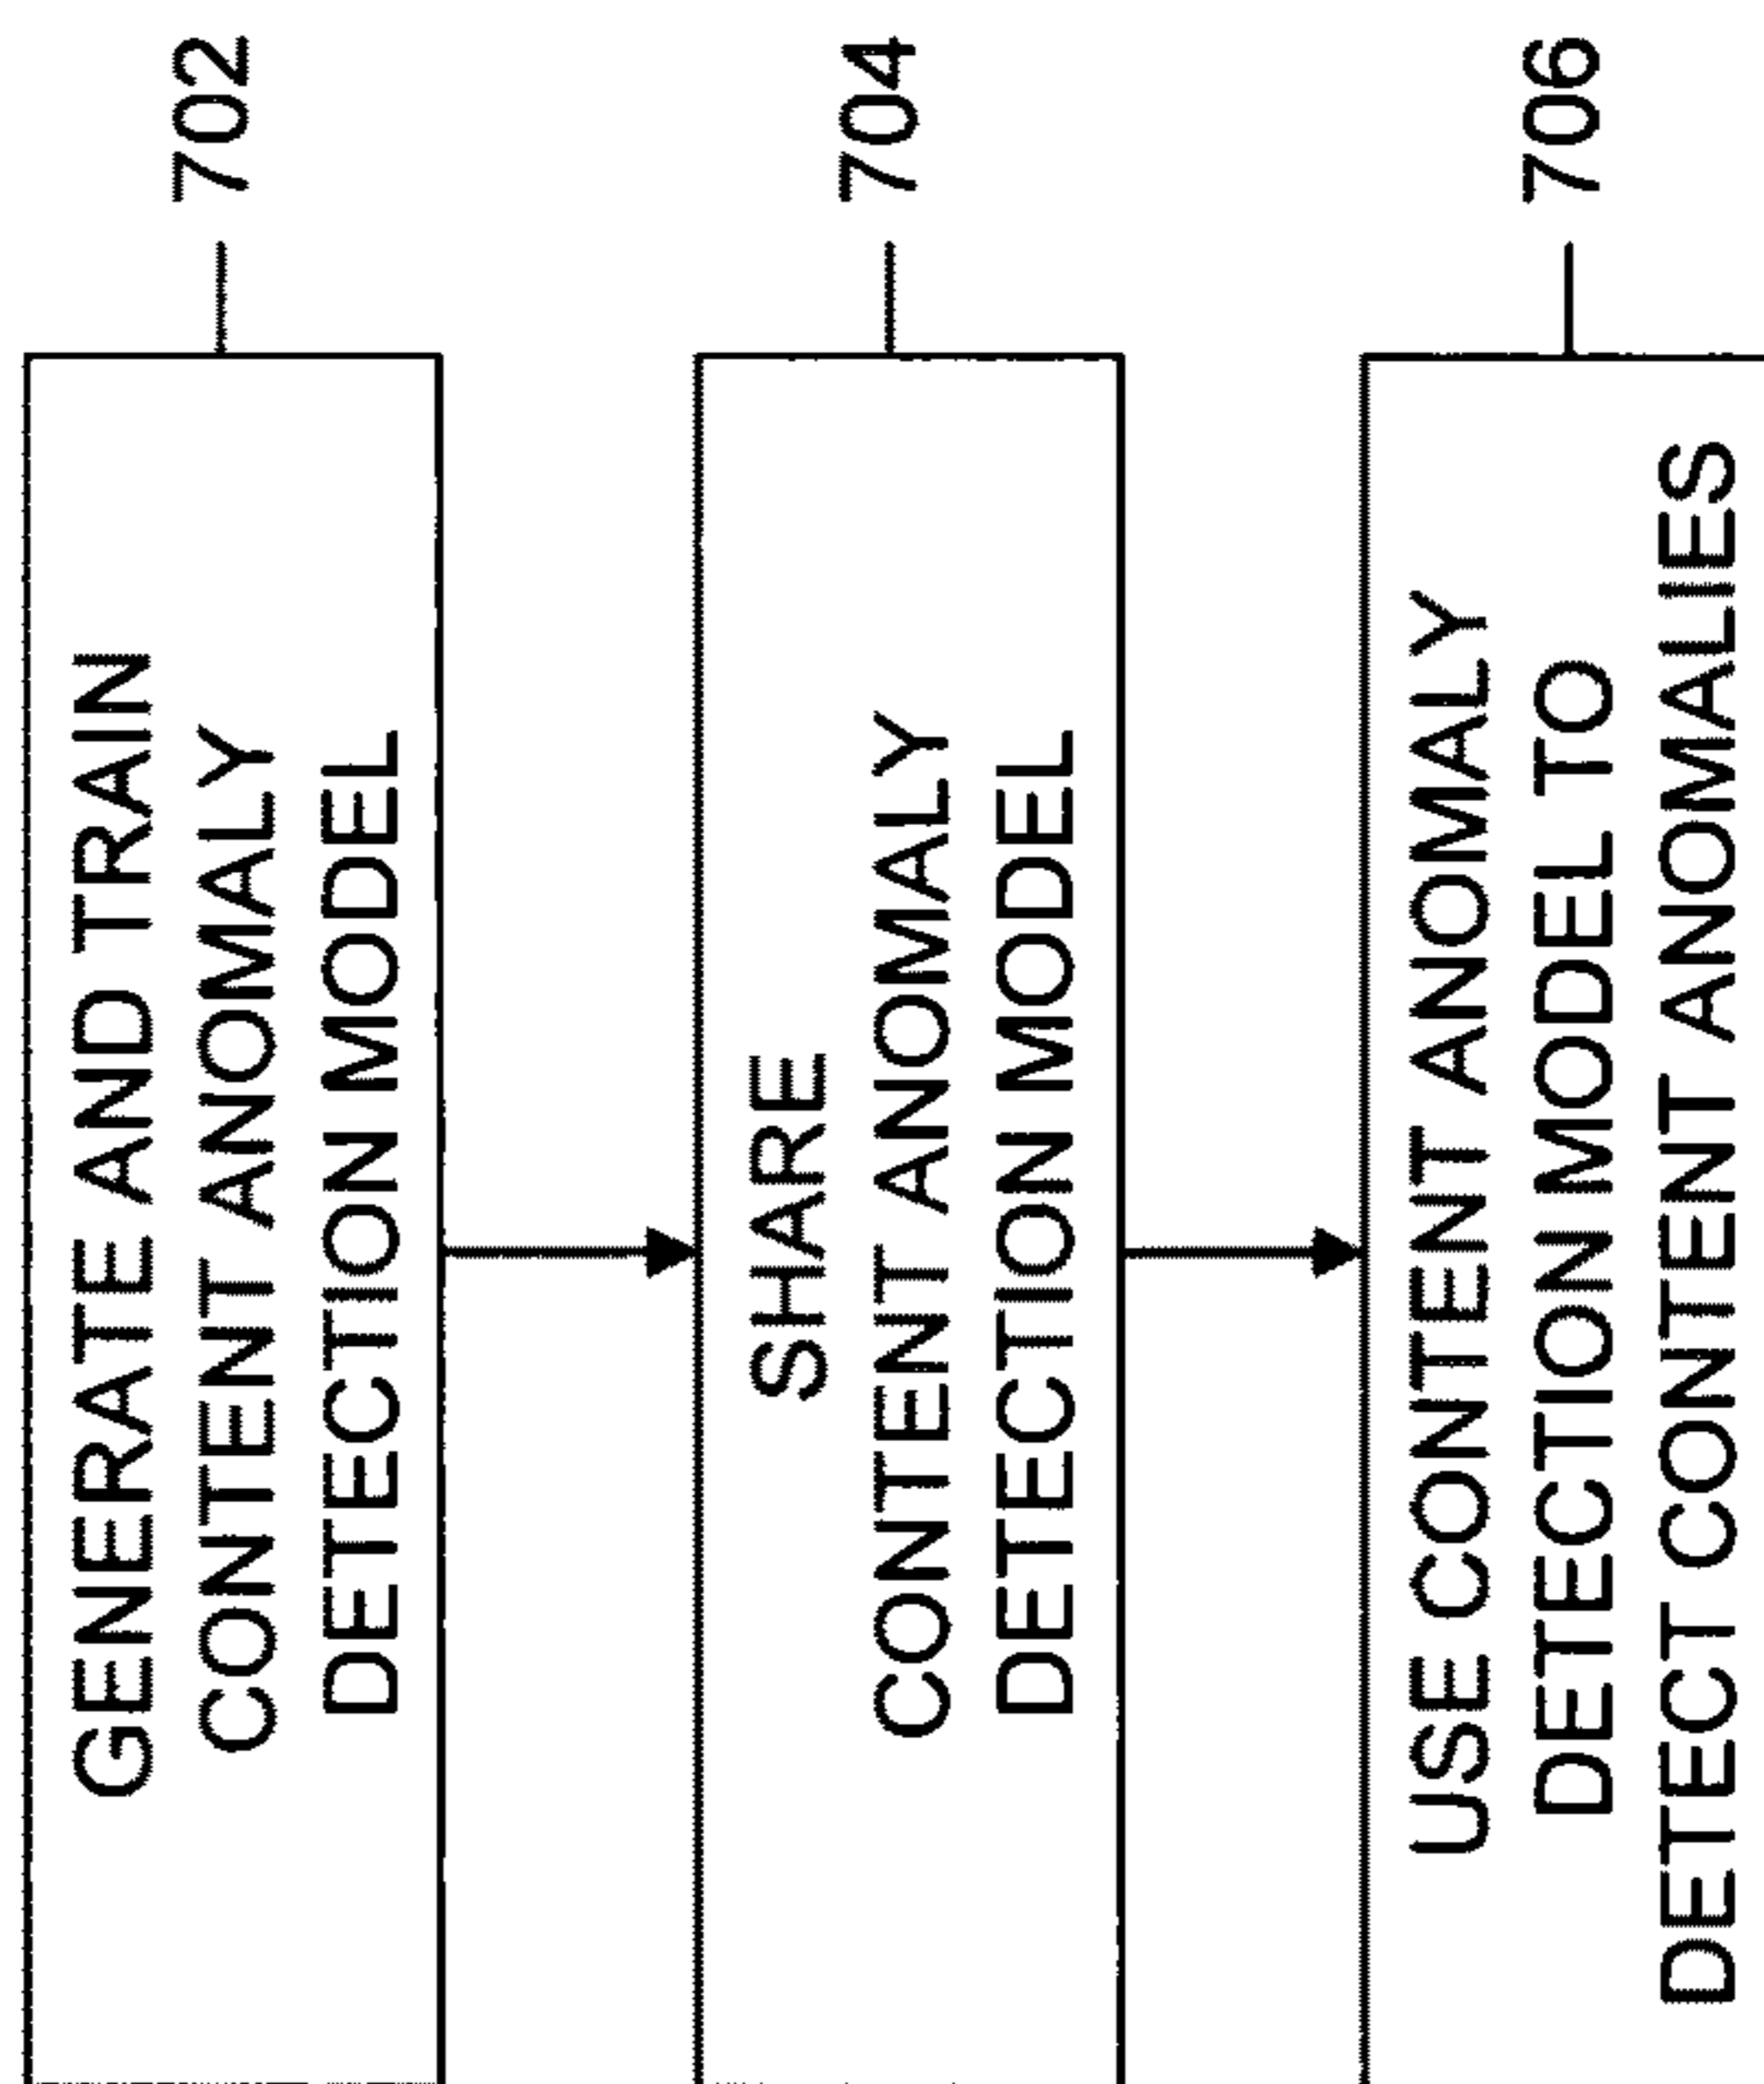 GENERATE AND TRAIN
CONTENT ANOMALY
DETECTION MODEL
702
SHARE
CONTENT ANOMALY
DETECTION MODEL
704
USE CONTENT ANOMALY
DETECTION MODEL TO
DETECT CONTENT ANOMALIES
706